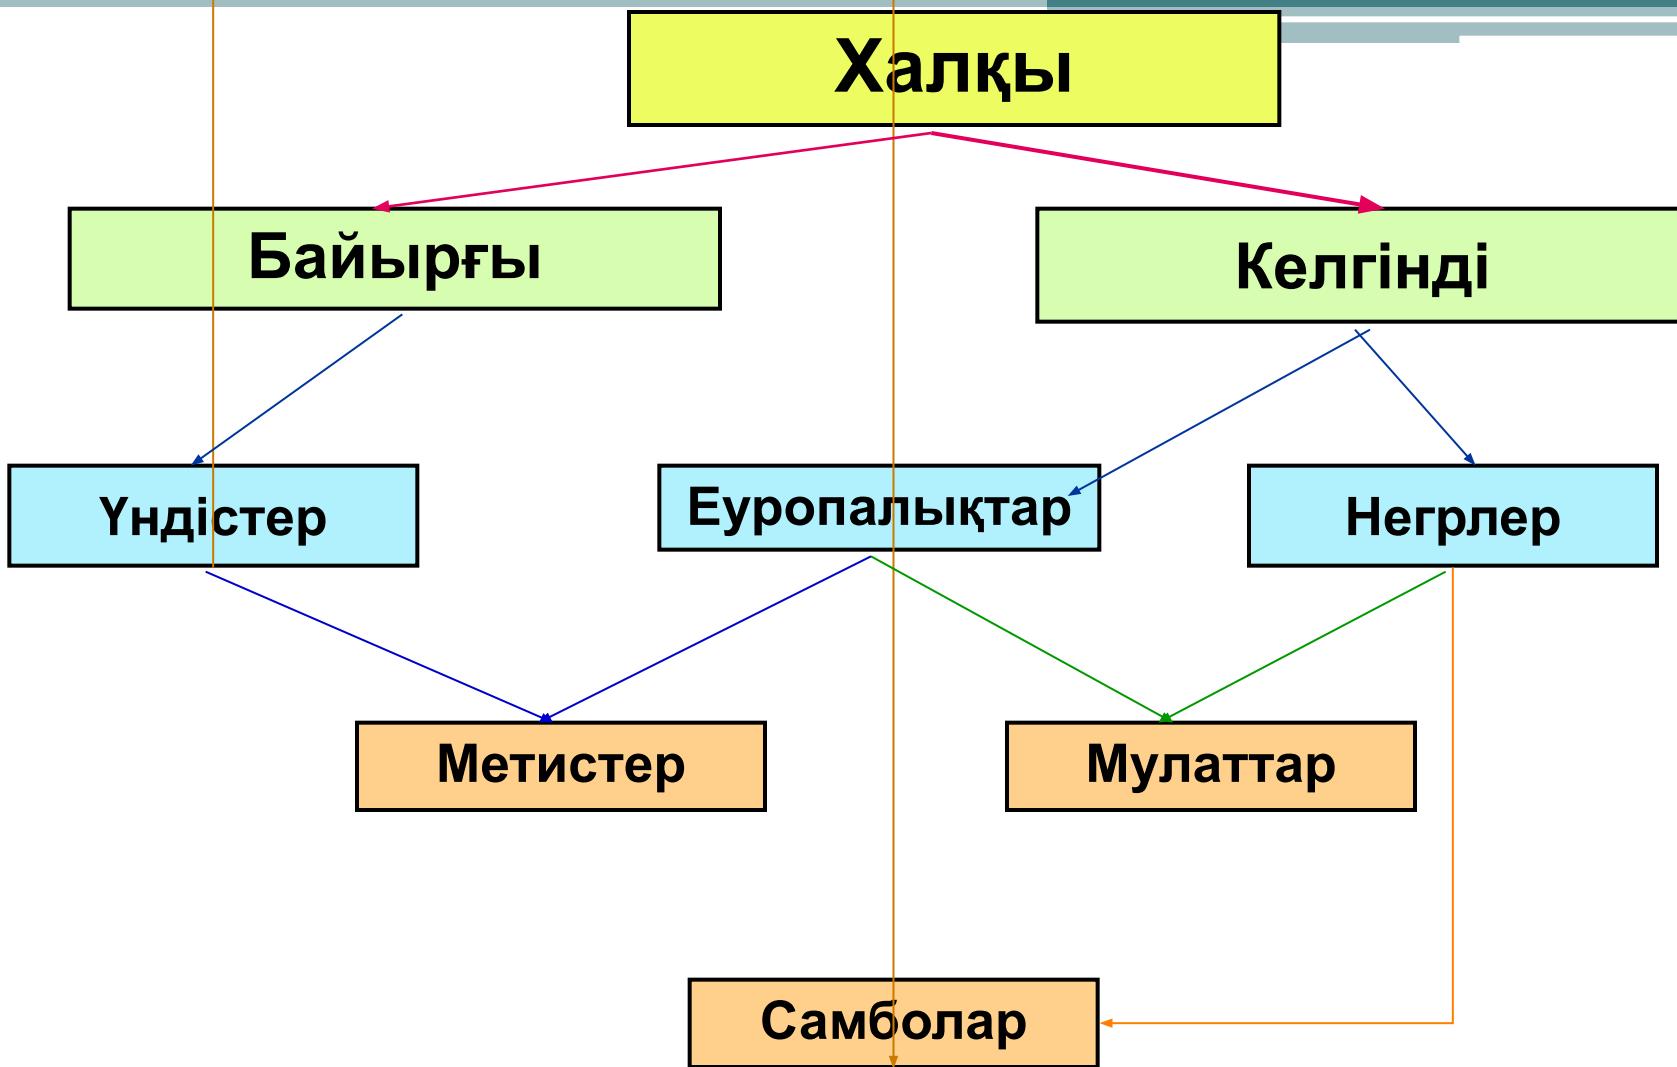 Халқы
Байырғы
Келгінді
Үндістер
Еуропалықтар
Негрлер
Метистер
Мулаттар
Самболар